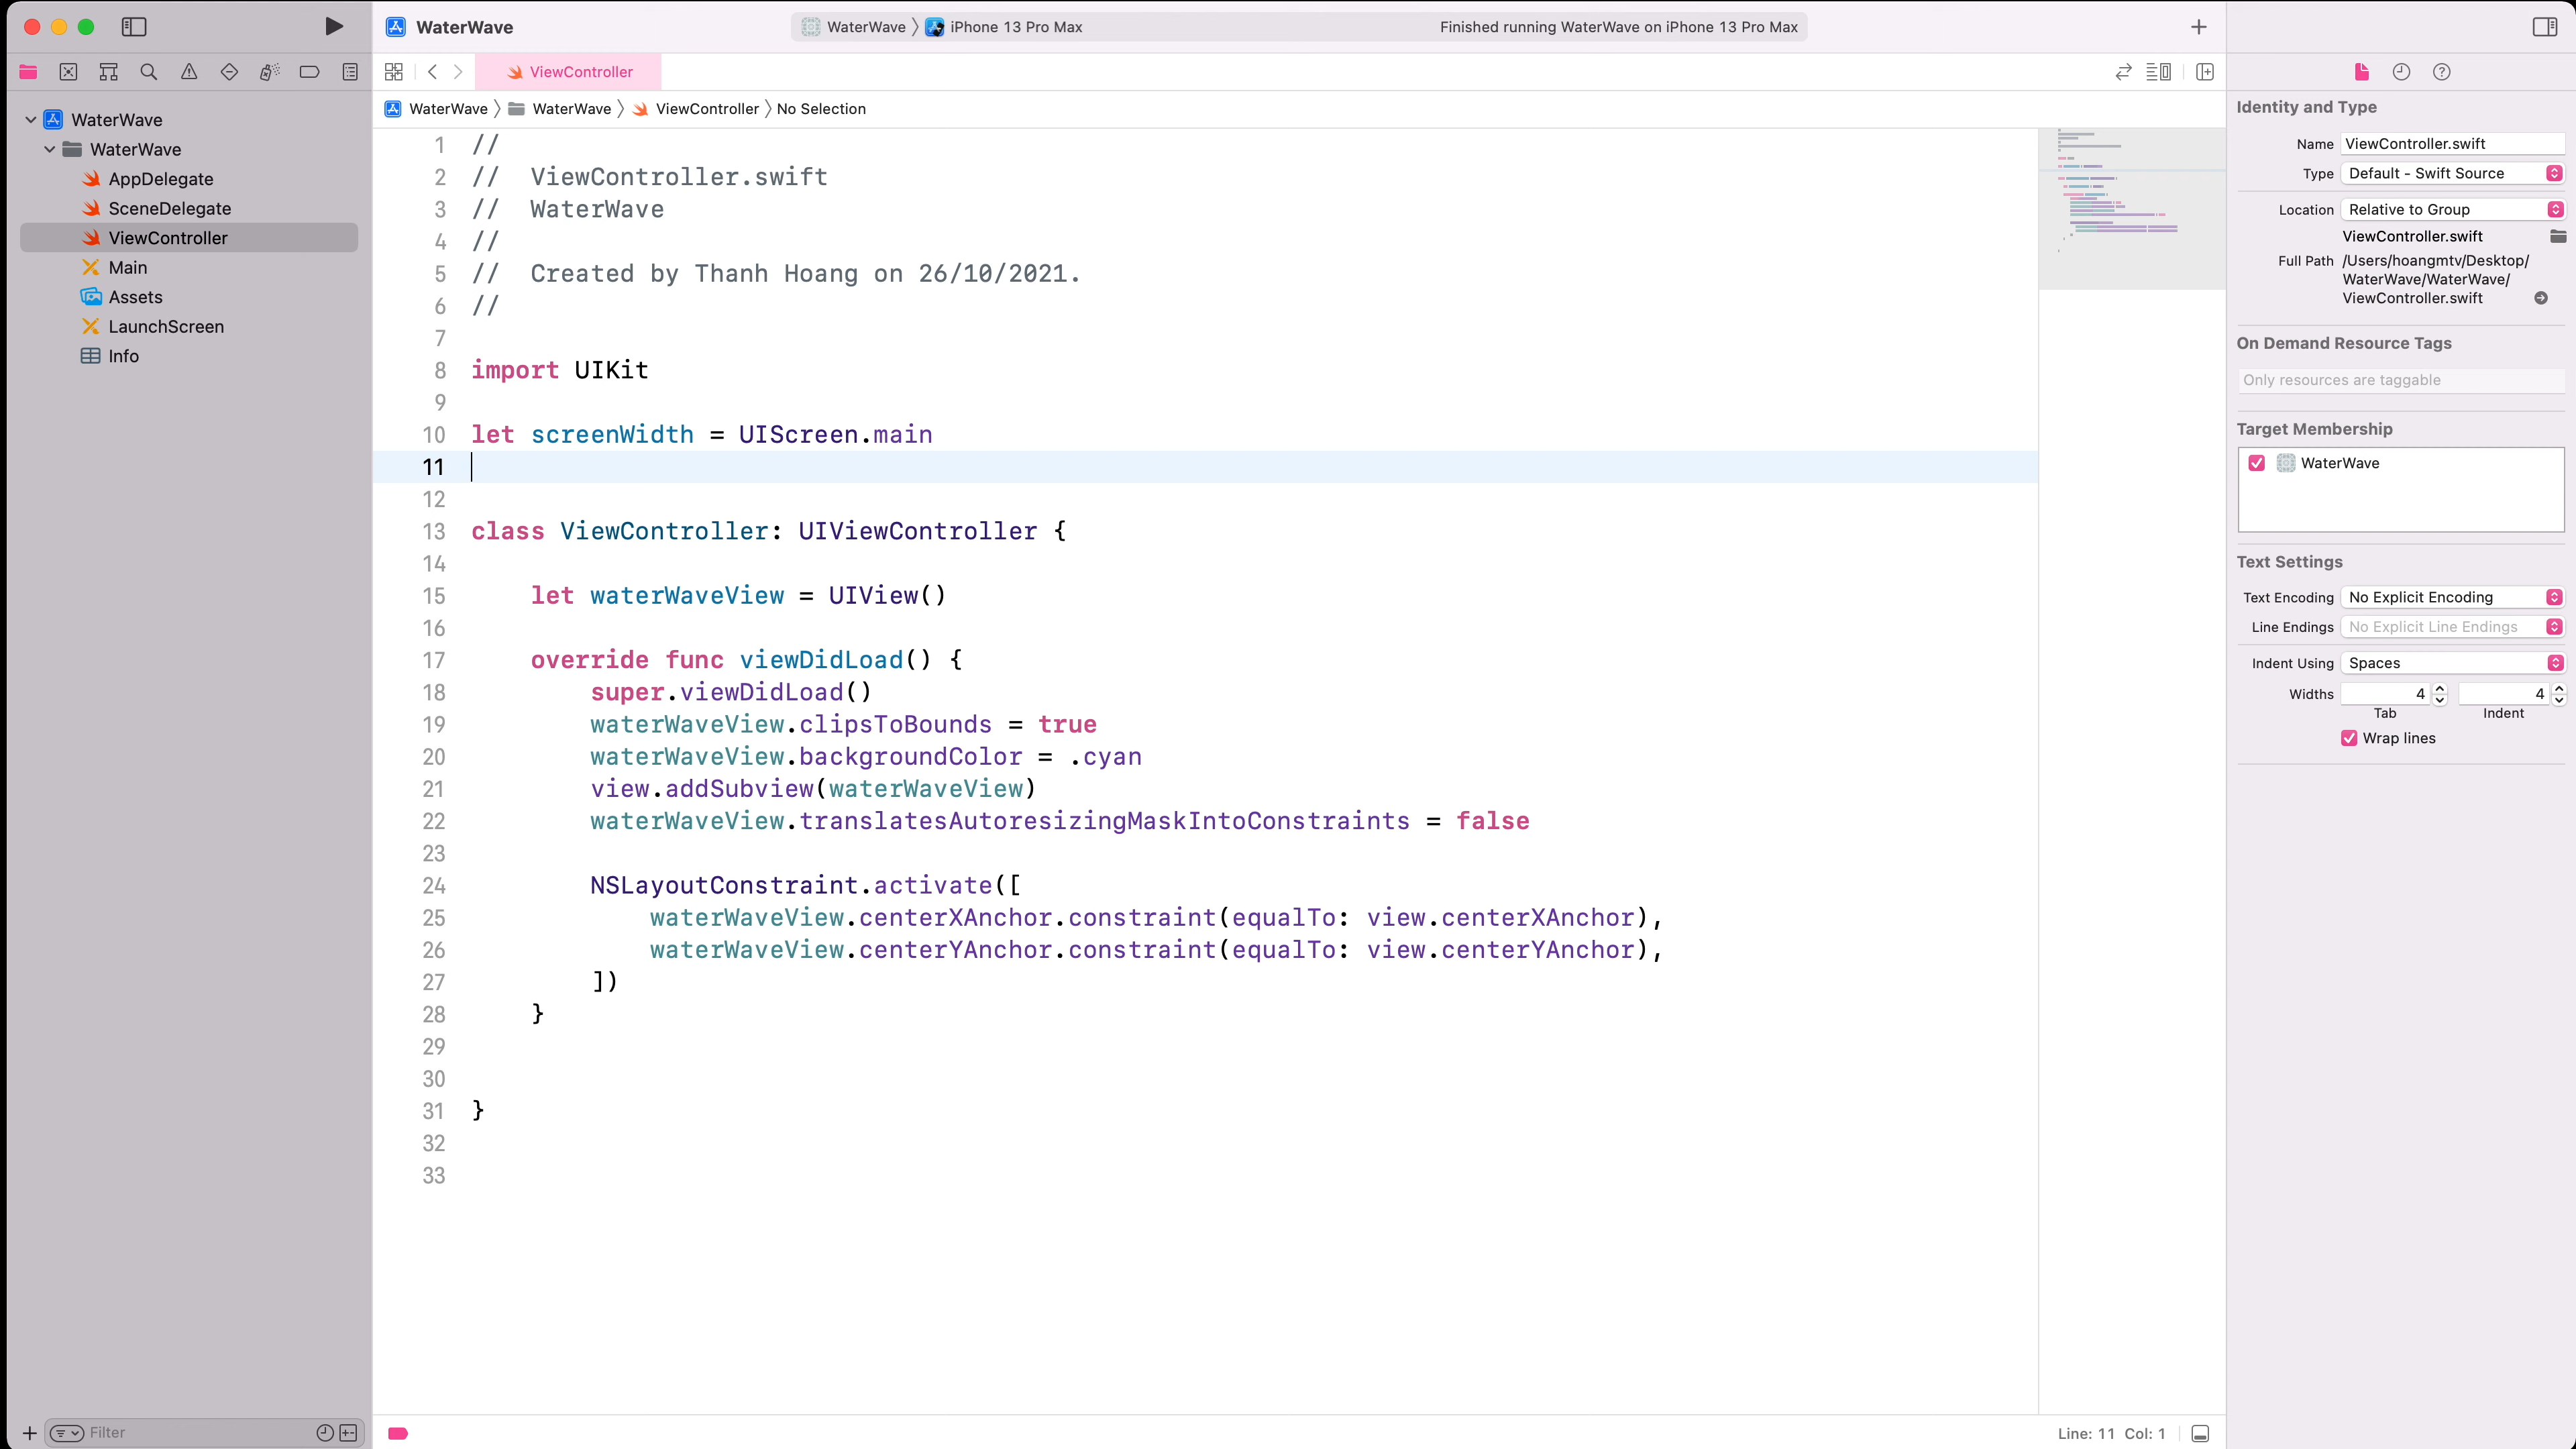 WaterWave
WaterWave 〉 iPhone 13 Pro Max
Finished running WaterWave on iPhone 13 Pro Max
ViewController
WaterWave 〉 WaterWave 〉 ViewController 〉 No Selection
WaterWave
WaterWave
AppDelegate
SceneDelegate
ViewController
Main
Assets
LaunchScreen
Info
Filter
1 //
2 //  ViewController.swift
3 //  WaterWave
4 //
5 //  Created by Thanh Hoang on 26/10/2021.
6 //
7
8 import UIKit
9
10 let screenWidth = UIScreen.main
11
12
13 class ViewController: UIViewController {
14
15     let waterWaveView = UIView()
16
17     override func viewDidLoad() {
18         super.viewDidLoad()
19         waterWaveView.clipsToBounds = true
20         waterWaveView.backgroundColor = .cyan
21         view.addSubview(waterWaveView)
22         waterWaveView.translatesAutoresizingMaskIntoConstraints = false
23
24         NSLayoutConstraint.activate([
25             waterWaveView.centerXAnchor.constraint(equalTo: view.centerXAnchor),
26             waterWaveView.centerYAnchor.constraint(equalTo: view.centerYAnchor),
27         ])
28     }
29
30
31 }
32
33
Line: 11 Col: 1
Identity and Type
Name ViewController.swift
Type Default - Swift Source
Location Relative to Group
ViewController.swift
Full Path /Users/hoangmtv/Desktop/
WaterWave/WaterWave/
ViewController.swift
On Demand Resource Tags
Only resources are taggable
Target Membership
WaterWave
Text Settings
Text Encoding No Explicit Encoding
Line Endings No Explicit Line Endings
Indent Using Spaces
Widths 4 4
Tab Indent
Wrap lines